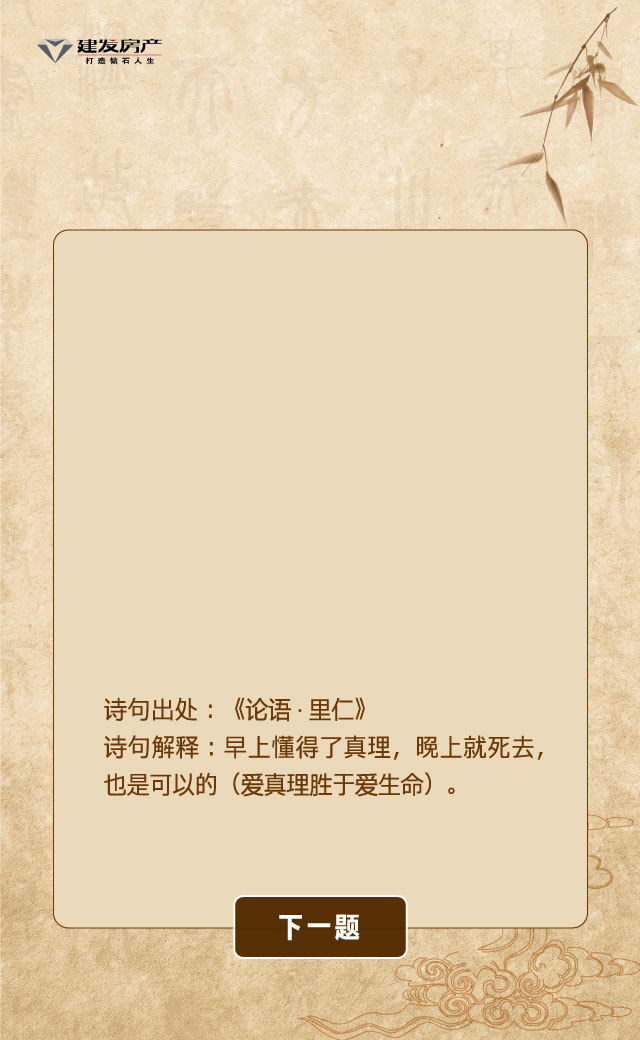 建发房产
打造钻石人生
诗句出处：《论语·里仁》
诗句解释：早上懂得了真理，晚上就死去，
也是可以的（爱真理胜于爱生命）。
下一题